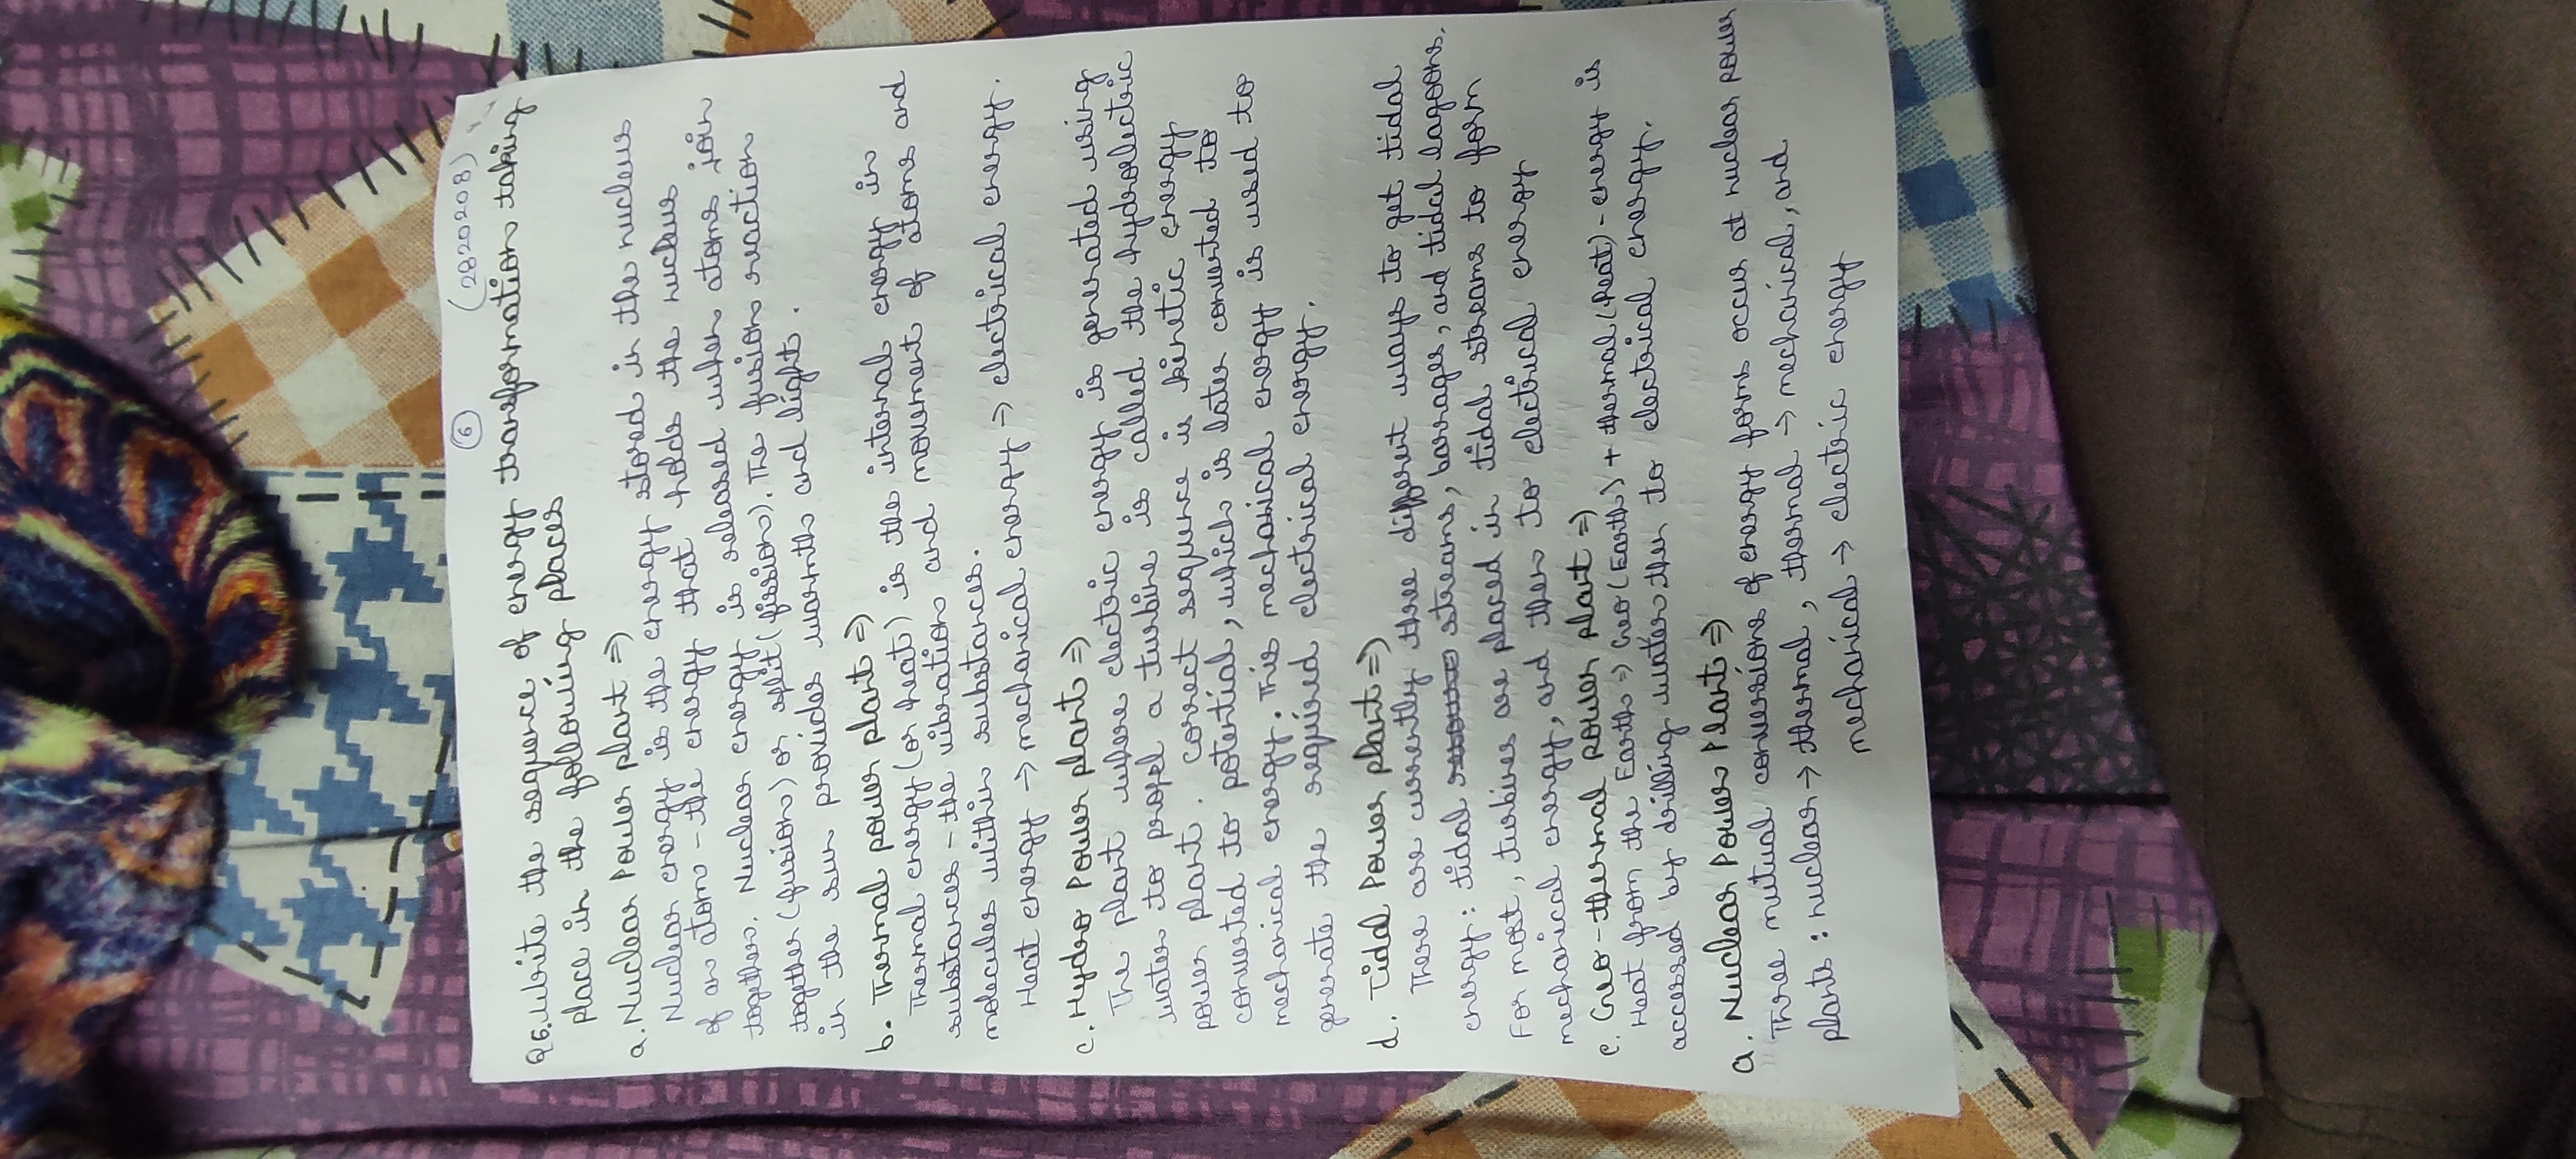 6 (2820208)
Q6. Write the sequence of energy transformation taking
place in the following places
a. Nuclear Power plant ⇒
Nuclear energy is the energy stored in the nucleus
of an atom - the energy that holds the nucleus
together. Nuclear energy is released when atoms join
together (fusion) or split (fission). The fusion reaction
in the sun provides warmth and light.
b. Thermal power plant ⇒
Thermal energy (or heat) is the internal energy in
substances - the vibration and movement of atoms and
molecules within substances.
Heat energy → mechanical energy → electrical energy.
c. Hydro Power plant ⇒
The plant where electric energy is generated using
water to propel a turbine is called the hydroelectric
power plant. Correct sequence is kinetic energy
converted to potential, which is later converted to
mechanical energy. This mechanical energy is used to
generate the required electrical energy.
d. Tidal Power plant ⇒
There are currently three different ways to get tidal
energy: tidal streams, barrages, and tidal lagoons.
For most, turbines are placed in tidal streams to form
mechanical energy, and then to electrical energy
e. Geo-thermal power plant ⇒
Heat from the Earth ⇒ Geo (Earth) + thermal (heat) - energy is
accessed by drilling water then to electrical energy.
a. Nuclear Power Plant ⇒
Three mutual conversions of energy forms occur at nuclear power
plants : nuclear → thermal, thermal → mechanical, and
mechanical → electric energy